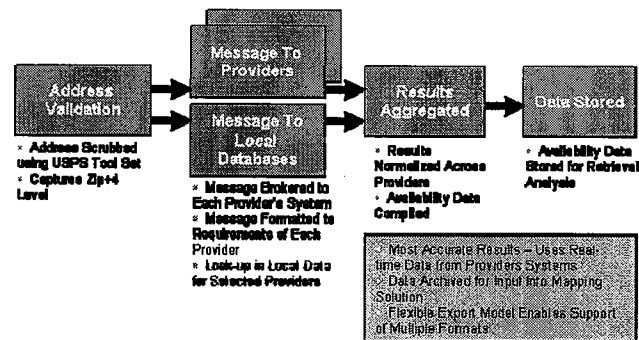 Address
Validation
* Address Scrubbed
using USPS Tool Set
* Captures Zip+4
Level
Message To
Providers
Message To
Local
Databases
* Message Brokered to
Each Provider's System
* Message Formatted to
Requirements of Each
Provider
* Look-up in Local Data
for Selected Providers
Results
Aggregated
* Results
Normalized Across
Providers
* Availability Data
Compiled
Data Stored
* Availability Data
Stored for Retrieval
Analysis
* Most Accurate Results – Uses Real-
time Data from Providers Systems
* Data Archived for Input Into Mapping
Solution
* Flexible Export Model Enables Support
of Multiple Formats